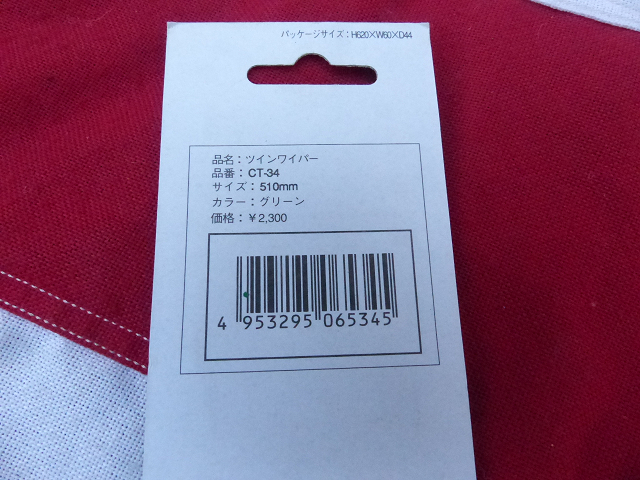 パッケージサイズ：H620×W60×D44
品名：ツインワイパー
品番：CT-34
サイズ：510mm
カラー：グリーン
価格：￥2,300
4 953295 065345